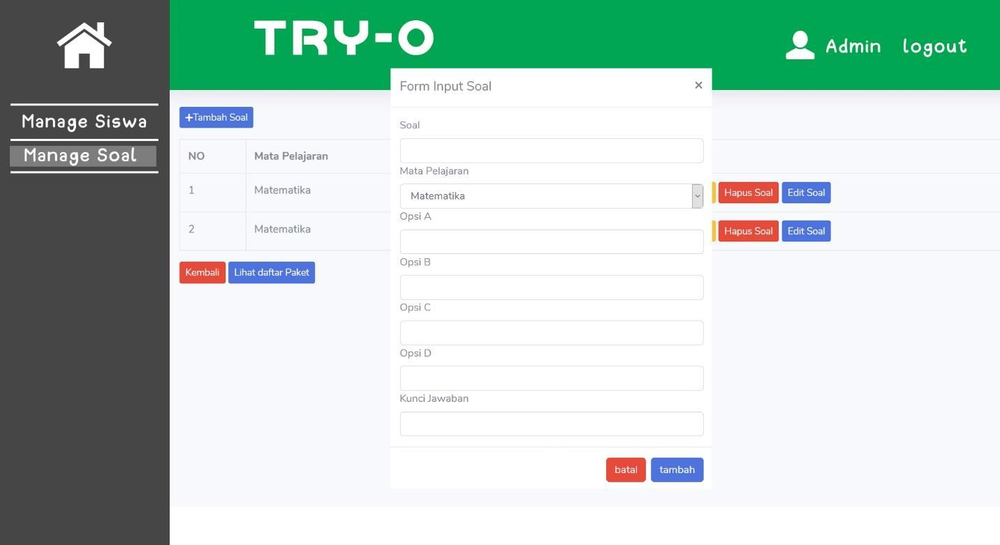 TRY-O
Admin logout
Manage Siswa
Manage Soal
+Tambah Soal
NO Mata Pelajaran
1 Matematika Hapus Soal Edit Soal
2 Matematika Hapus Soal Edit Soal
Kembali Lihat daftar Paket
Form Input Soal ×
Soal
Mata Pelajaran
Matematika
Opsi A
Opsi B
Opsi C
Opsi D
Kunci Jawaban
batal tambah